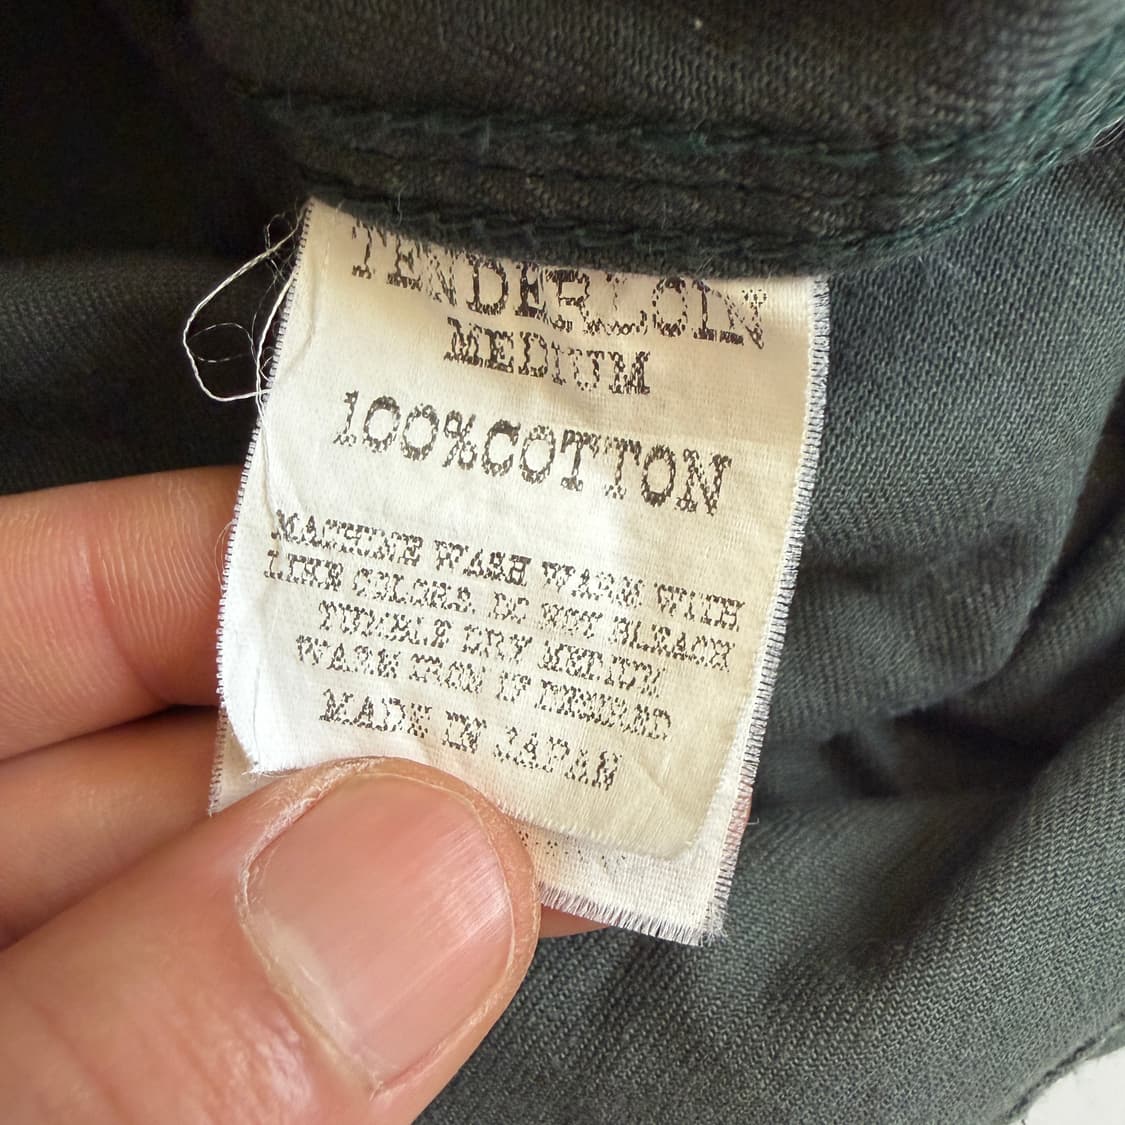 TENDERLOIN
MEDIUM
100%COTTON
MACHINE WASH WARM WITH
LIKE COLORS. DO NOT BLEACH
TUMBLE DRY MEDIUM
WARM IRON IF DESIRAD
MADE IN JAPAN